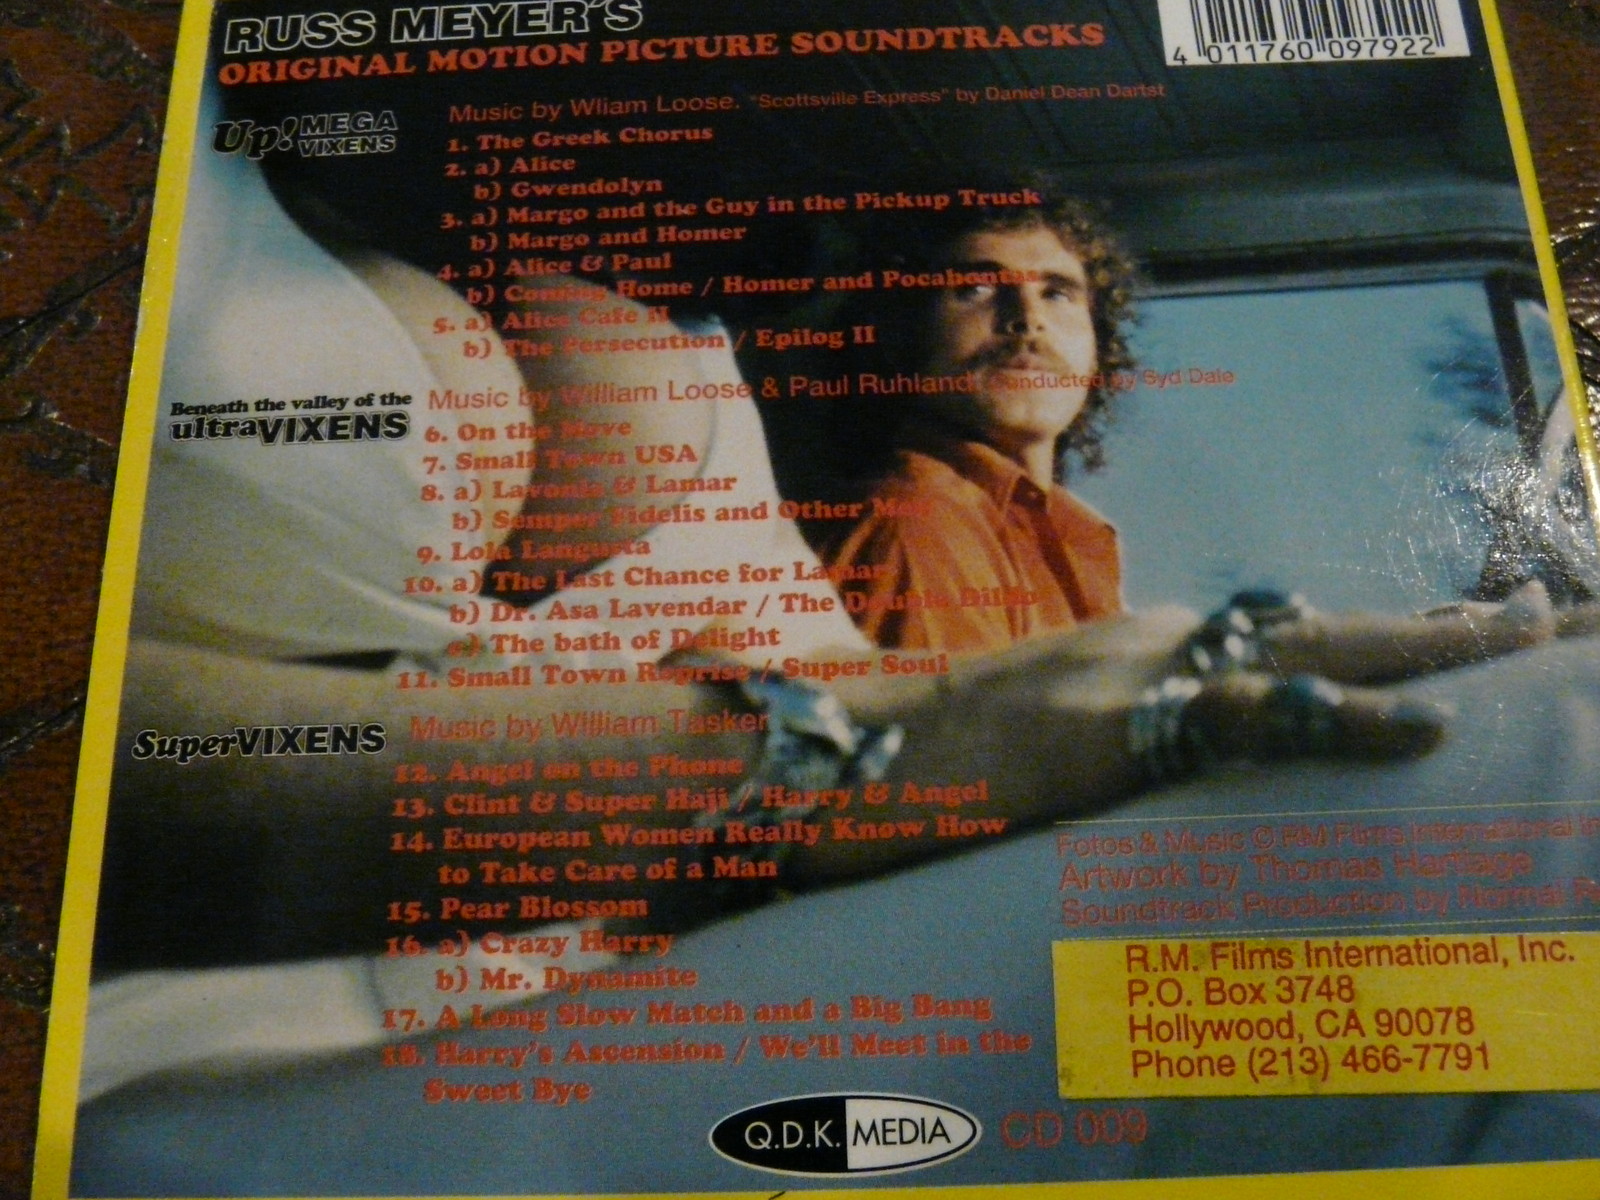 RUSS MEYER'S
ORIGINAL MOTION PICTURE SOUNDTRACKS
4 011760 097922
Up! MEGA VIXENS
Music by Wliam Loose. "Scottsville Express" by Daniel Dean Dartst
1. The Greek Chorus
2. a) Alice
b) Gwendolyn
3. a) Margo and the Guy in the Pickup Truck
b) Margo and Homer
4. a) Alice & Paul
b) Coming Home / Homer and Pocahontas
5. a) Alice Cafe II
b) The Persecution / Epilog II
Beneath the valley of the
ultraVIXENS
Music by William Loose & Paul Ruhland, conducted by Syd Dale
6. On the Move
7. Small Town USA
8. a) Lavonia & Lamar
b) Semper Fidelis and Other Men
9. Lola Langusta
10. a) The Last Chance for Lamar
b) Dr. Asa Lavendar / The Double Dildo
c) The bath of Delight
11. Small Town Reprise / Super Soul
SuperVIXENS
Music by William Tasker
12. Angel on the Phone
13. Clint & Super Haji / Harry & Angel
14. European Women Really Know How
to Take Care of a Man
15. Pear Blossom
16. a) Crazy Harry
b) Mr. Dynamite
17. A Long Slow Match and a Big Bang
18. Harry's Ascension / We'll Meet in the
Sweet Bye
Fotos & Music © RM Films International
Artwork by Thomas Hartlage
Soundtrack Production by Normal
R.M. Films International, Inc.
P.O. Box 3748
Hollywood, CA 90078
Phone (213) 466-7791
Q.D.K. MEDIA
CD 009